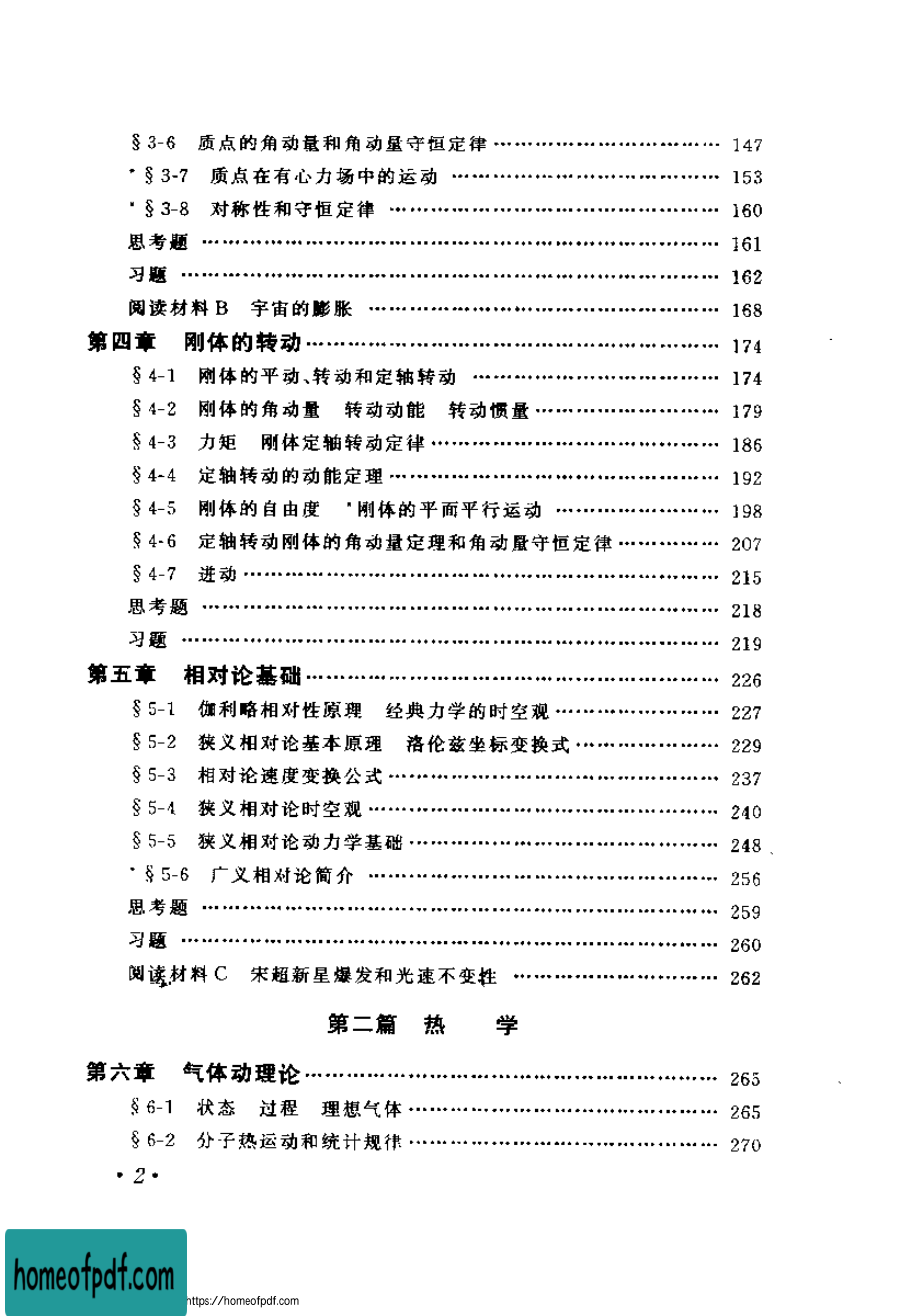 §3-6 质点的角动量和角动量守恒定律 …………………………… 147
*§3-7 质点在有心力场中的运动 ………………………………… 153
*§3-8 对称性和守恒定律 ………………………………………… 160
思考题 ………………………………………………………………… 161
习题 …………………………………………………………………… 162
阅读材料B 宇宙的膨胀 …………………………………………… 168
第四章 刚体的转动 …………………………………………………… 174
§4-1 刚体的平动、转动和定轴转动 ……………………………… 174
§4-2 刚体的角动量 转动动能 转动惯量 ……………………… 179
§4-3 力矩 刚体定轴转动定律 …………………………………… 186
§4-4 定轴转动的动能定理 ………………………………………… 192
§4-5 刚体的自由度 *刚体的平面平行运动 …………………… 198
§4-6 定轴转动刚体的角动量定理和角动量守恒定律 …………… 207
§4-7 进动 …………………………………………………………… 215
思考题 ………………………………………………………………… 218
习题 …………………………………………………………………… 219
第五章 相对论基础 …………………………………………………… 226
§5-1 伽利略相对性原理 经典力学的时空观 …………………… 227
§5-2 狭义相对论基本原理 洛伦兹坐标变换式 ………………… 229
§5-3 相对论速度变换公式 ………………………………………… 237
§5-4 狭义相对论时空观 …………………………………………… 240
§5-5 狭义相对论动力学基础 ……………………………………… 248
*§5-6 广义相对论简介 …………………………………………… 256
思考题 ………………………………………………………………… 259
习题 …………………………………………………………………… 260
阅读材料C 宋超新星爆发和光速不变性 ………………………… 262
第二篇 热 学
第六章 气体动理论 …………………………………………………… 265
§6-1 状态 过程 理想气体 ……………………………………… 265
§6-2 分子热运动和统计规律 ……………………………………… 270
·2·
homeofpdf.com
https://homeofpdf.com